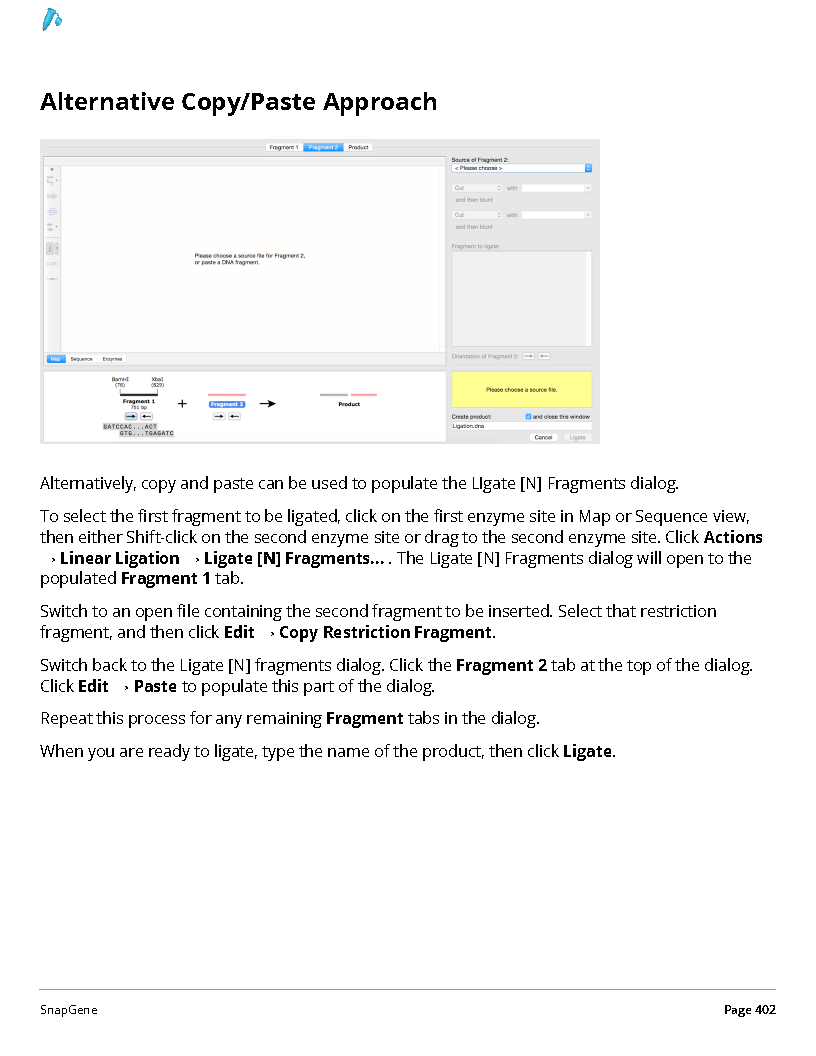 Alternative Copy/Paste Approach
Fragment 1 Fragment 2 Product
Source of Fragment 2:
< Please choose >
Cut with
and then blunt
Cut with
and then blunt
Please choose a source file for Fragment 2,
or paste a DNA fragment.
Fragment to ligate:
Orientation of Fragment 2:
Map Sequence Enzymes
BamHI XbaI
(78) (829)
Fragment 1
751 bp
GATCCAC...ACT
GTG...TGAGATC
+
Fragment 2
Product
Please choose a source file.
Create product: and close this window
Ligation.dna
Cancel Ligate
Alternatively, copy and paste can be used to populate the LIgate [N] Fragments dialog.
To select the first fragment to be ligated, click on the first enzyme site in Map or Sequence view,
then either Shift-click on the second enzyme site or drag to the second enzyme site. Click Actions
→ Linear Ligation → Ligate [N] Fragments... . The Ligate [N] Fragments dialog will open to the
populated Fragment 1 tab.
Switch to an open file containing the second fragment to be inserted. Select that restriction
fragment, and then click Edit → Copy Restriction Fragment.
Switch back to the Ligate [N] fragments dialog. Click the Fragment 2 tab at the top of the dialog.
Click Edit → Paste to populate this part of the dialog.
Repeat this process for any remaining Fragment tabs in the dialog.
When you are ready to ligate, type the name of the product, then click Ligate.
SnapGene Page 402